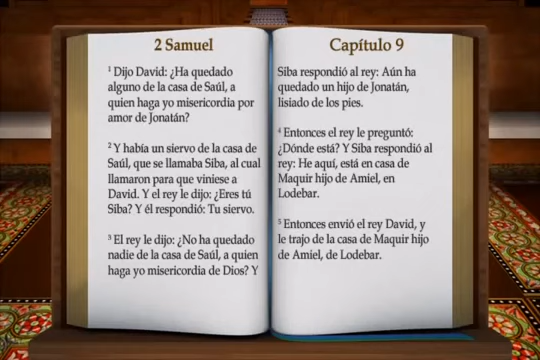 2 Samuel
¹ Dijo David: ¿Ha quedado
alguno de la casa de Saúl, a
quien haga yo misericordia por
amor de Jonatán?
² Y había un siervo de la casa de
Saúl, que se llamaba Siba, al cual
llamaron para que viniese a
David. Y el rey le dijo: ¿Eres tú
Siba? Y él respondió: Tu siervo.
³ El rey le dijo: ¿No ha quedado
nadie de la casa de Saúl, a quien
haga yo misericordia de Dios? Y
Capítulo 9
Siba respondió al rey: Aún ha
quedado un hijo de Jonatán,
lisiado de los pies.
⁴ Entonces el rey le preguntó:
¿Dónde está? Y Siba respondió al
rey: He aquí, está en casa de
Maquir hijo de Amiel, en
Lodebar.
⁵ Entonces envió el rey David, y
le trajo de la casa de Maquir hijo
de Amiel, de Lodebar.